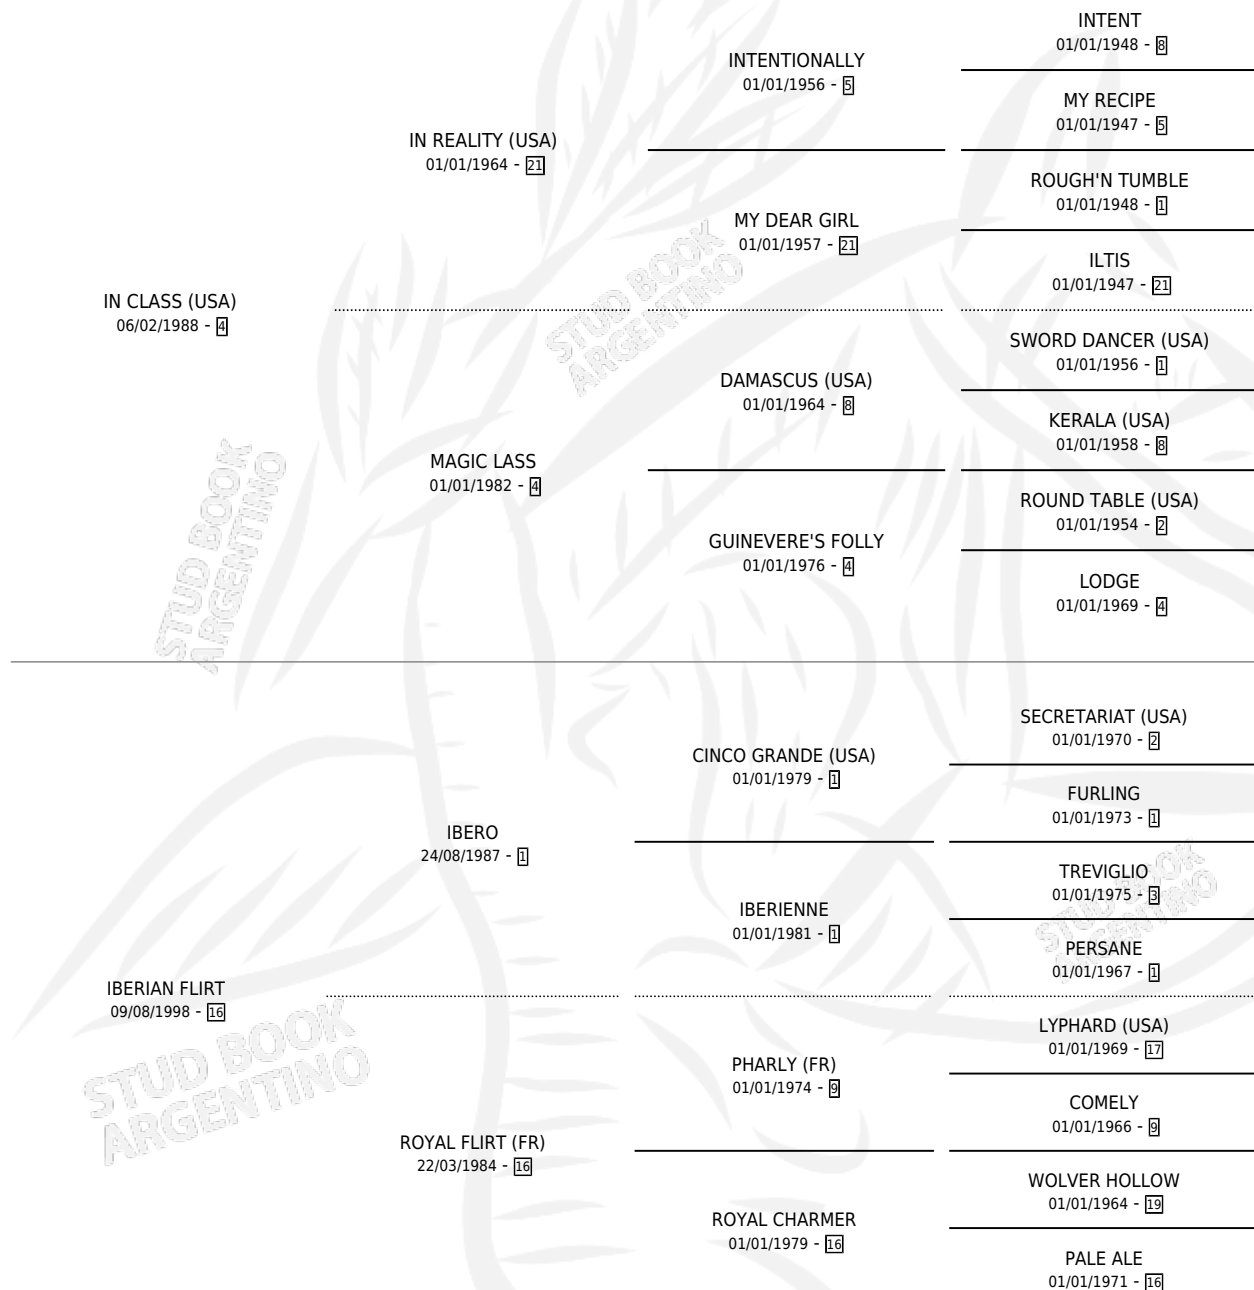 INTENT
01/01/1948 - 8
INTENTIONALLY
01/01/1956 - 5
MY RECIPE
01/01/1947 - 5
IN REALITY (USA)
01/01/1964 - 21
ROUGH'N TUMBLE
01/01/1948 - 1
MY DEAR GIRL
01/01/1957 - 21
ILTIS
01/01/1947 - 21
IN CLASS (USA)
06/02/1988 - 4
STUD BOOK
ARGENTINO
SWORD DANCER (USA)
01/01/1956 - 1
DAMASCUS (USA)
01/01/1964 - 8
KERALA (USA)
01/01/1958 - 8
MAGIC LASS
01/01/1982 - 4
ROUND TABLE (USA)
01/01/1954 - 2
GUINEVERE'S FOLLY
01/01/1976 - 4
LODGE
01/01/1969 - 4
STUD BOOK
ARGENTINO
SECRETARIAT (USA)
01/01/1970 - 2
CINCO GRANDE (USA)
01/01/1979 - 1
FURLING
01/01/1973 - 1
IBERO
24/08/1987 - 1
TREVIGLIO
01/01/1975 - 3
IBERIENNE
01/01/1981 - 1
PERSANE
01/01/1967 - 1
STUD BOOK
ARGENTINO
IBERIAN FLIRT
09/08/1998 - 16
STUD BOOK
ARGENTINO
LYPHARD (USA)
01/01/1969 - 17
PHARLY (FR)
01/01/1974 - 9
COMELY
01/01/1966 - 9
ROYAL FLIRT (FR)
22/03/1984 - 16
WOLVER HOLLOW
01/01/1964 - 19
ROYAL CHARMER
01/01/1979 - 16
PALE ALE
01/01/1971 - 16